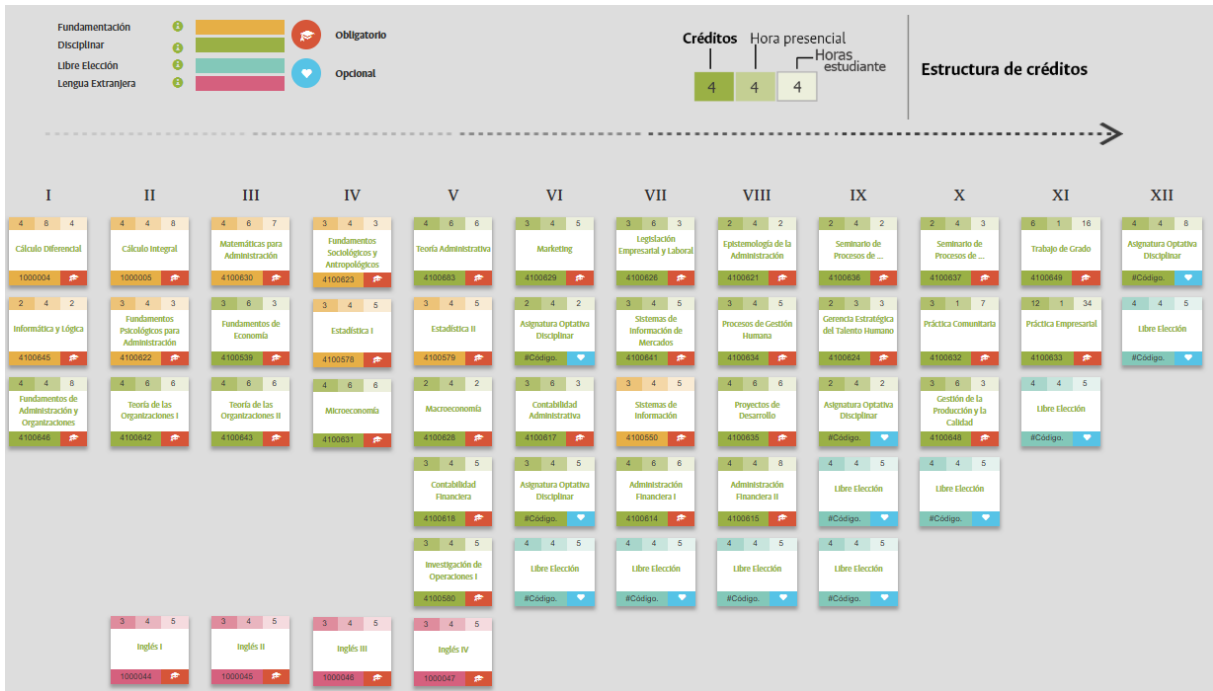 Fundamentación
Disciplinar
Libre Elección
Lengua Extranjera
Obligatorio
Opcional
Créditos Hora presencial
Horas
estudiante
4 4 4
Estructura de créditos
I II III IV V VI VII VIII IX X XI XII
4 8 4
Cálculo Diferencial
1000004
4 4 8
Cálculo Integral
1000005
4 6 7
Matemáticas para
Administración
4100630
3 4 3
Fundamentos
Sociológicos y
Antropológicos
4100623
4 6 6
Teoría Administrativa
4100683
3 4 5
Marketing
4100629
3 6 3
Legislación
Empresarial y Laboral
4100626
2 4 2
Epistemología de la
Administración
4100621
2 4 2
Seminario de
Procesos de ...
4100636
2 4 3
Seminario de
Procesos de ...
4100637
6 1 16
Trabajo de Grado
4100649
4 4 8
Asignatura Optativa
Disciplinar
#Código.
2 4 2
Informática y Lógica
4100645
3 4 3
Fundamentos
Psicológicos para
Administración
4100622
3 6 3
Fundamentos de
Economía
4100539
3 4 5
Estadística I
4100578
3 4 5
Estadística II
4100579
2 4 2
Asignatura Optativa
Disciplinar
#Código.
3 4 5
Sistemas de
Información de
Mercados
4100641
3 4 5
Procesos de Gestión
Humana
4100634
2 3 3
Gerencia Estratégica
del Talento Humano
4100624
3 1 7
Práctica Comunitaria
4100632
12 1 34
Práctica Empresarial
4100633
4 4 5
Libre Elección
#Código.
4 4 8
Fundamentos de
Administración y
Organizaciones
4100646
4 6 6
Teoría de las
Organizaciones I
4100642
4 6 6
Teoría de las
Organizaciones II
4100643
4 6 6
Microeconomía
4100631
2 4 2
Macroeconomía
4100628
3 6 3
Contabilidad
Administrativa
4100617
3 4 5
Sistemas de
Información
4100550
4 6 6
Proyectos de
Desarrollo
4100635
2 4 2
Asignatura Optativa
Disciplinar
#Código.
3 6 3
Gestión de la
Producción y la
Calidad
4100648
4 4 5
Libre Elección
#Código.
3 4 5
Contabilidad
Financiera
4100618
3 4 5
Asignatura Optativa
Disciplinar
#Código.
4 6 6
Administración
Financiera I
4100614
4 4 8
Administración
Financiera II
4100615
4 4 5
Libre Elección
#Código.
4 4 5
Libre Elección
#Código.
3 4 5
Investigación de
Operaciones I
4100580
4 4 5
Libre Elección
#Código.
4 4 5
Libre Elección
#Código.
4 4 5
Libre Elección
#Código.
4 4 5
Libre Elección
#Código.
3 4 5
Inglés I
1000044
3 4 5
Inglés II
1000045
3 4 5
Inglés III
1000046
3 4 5
Inglés IV
1000047